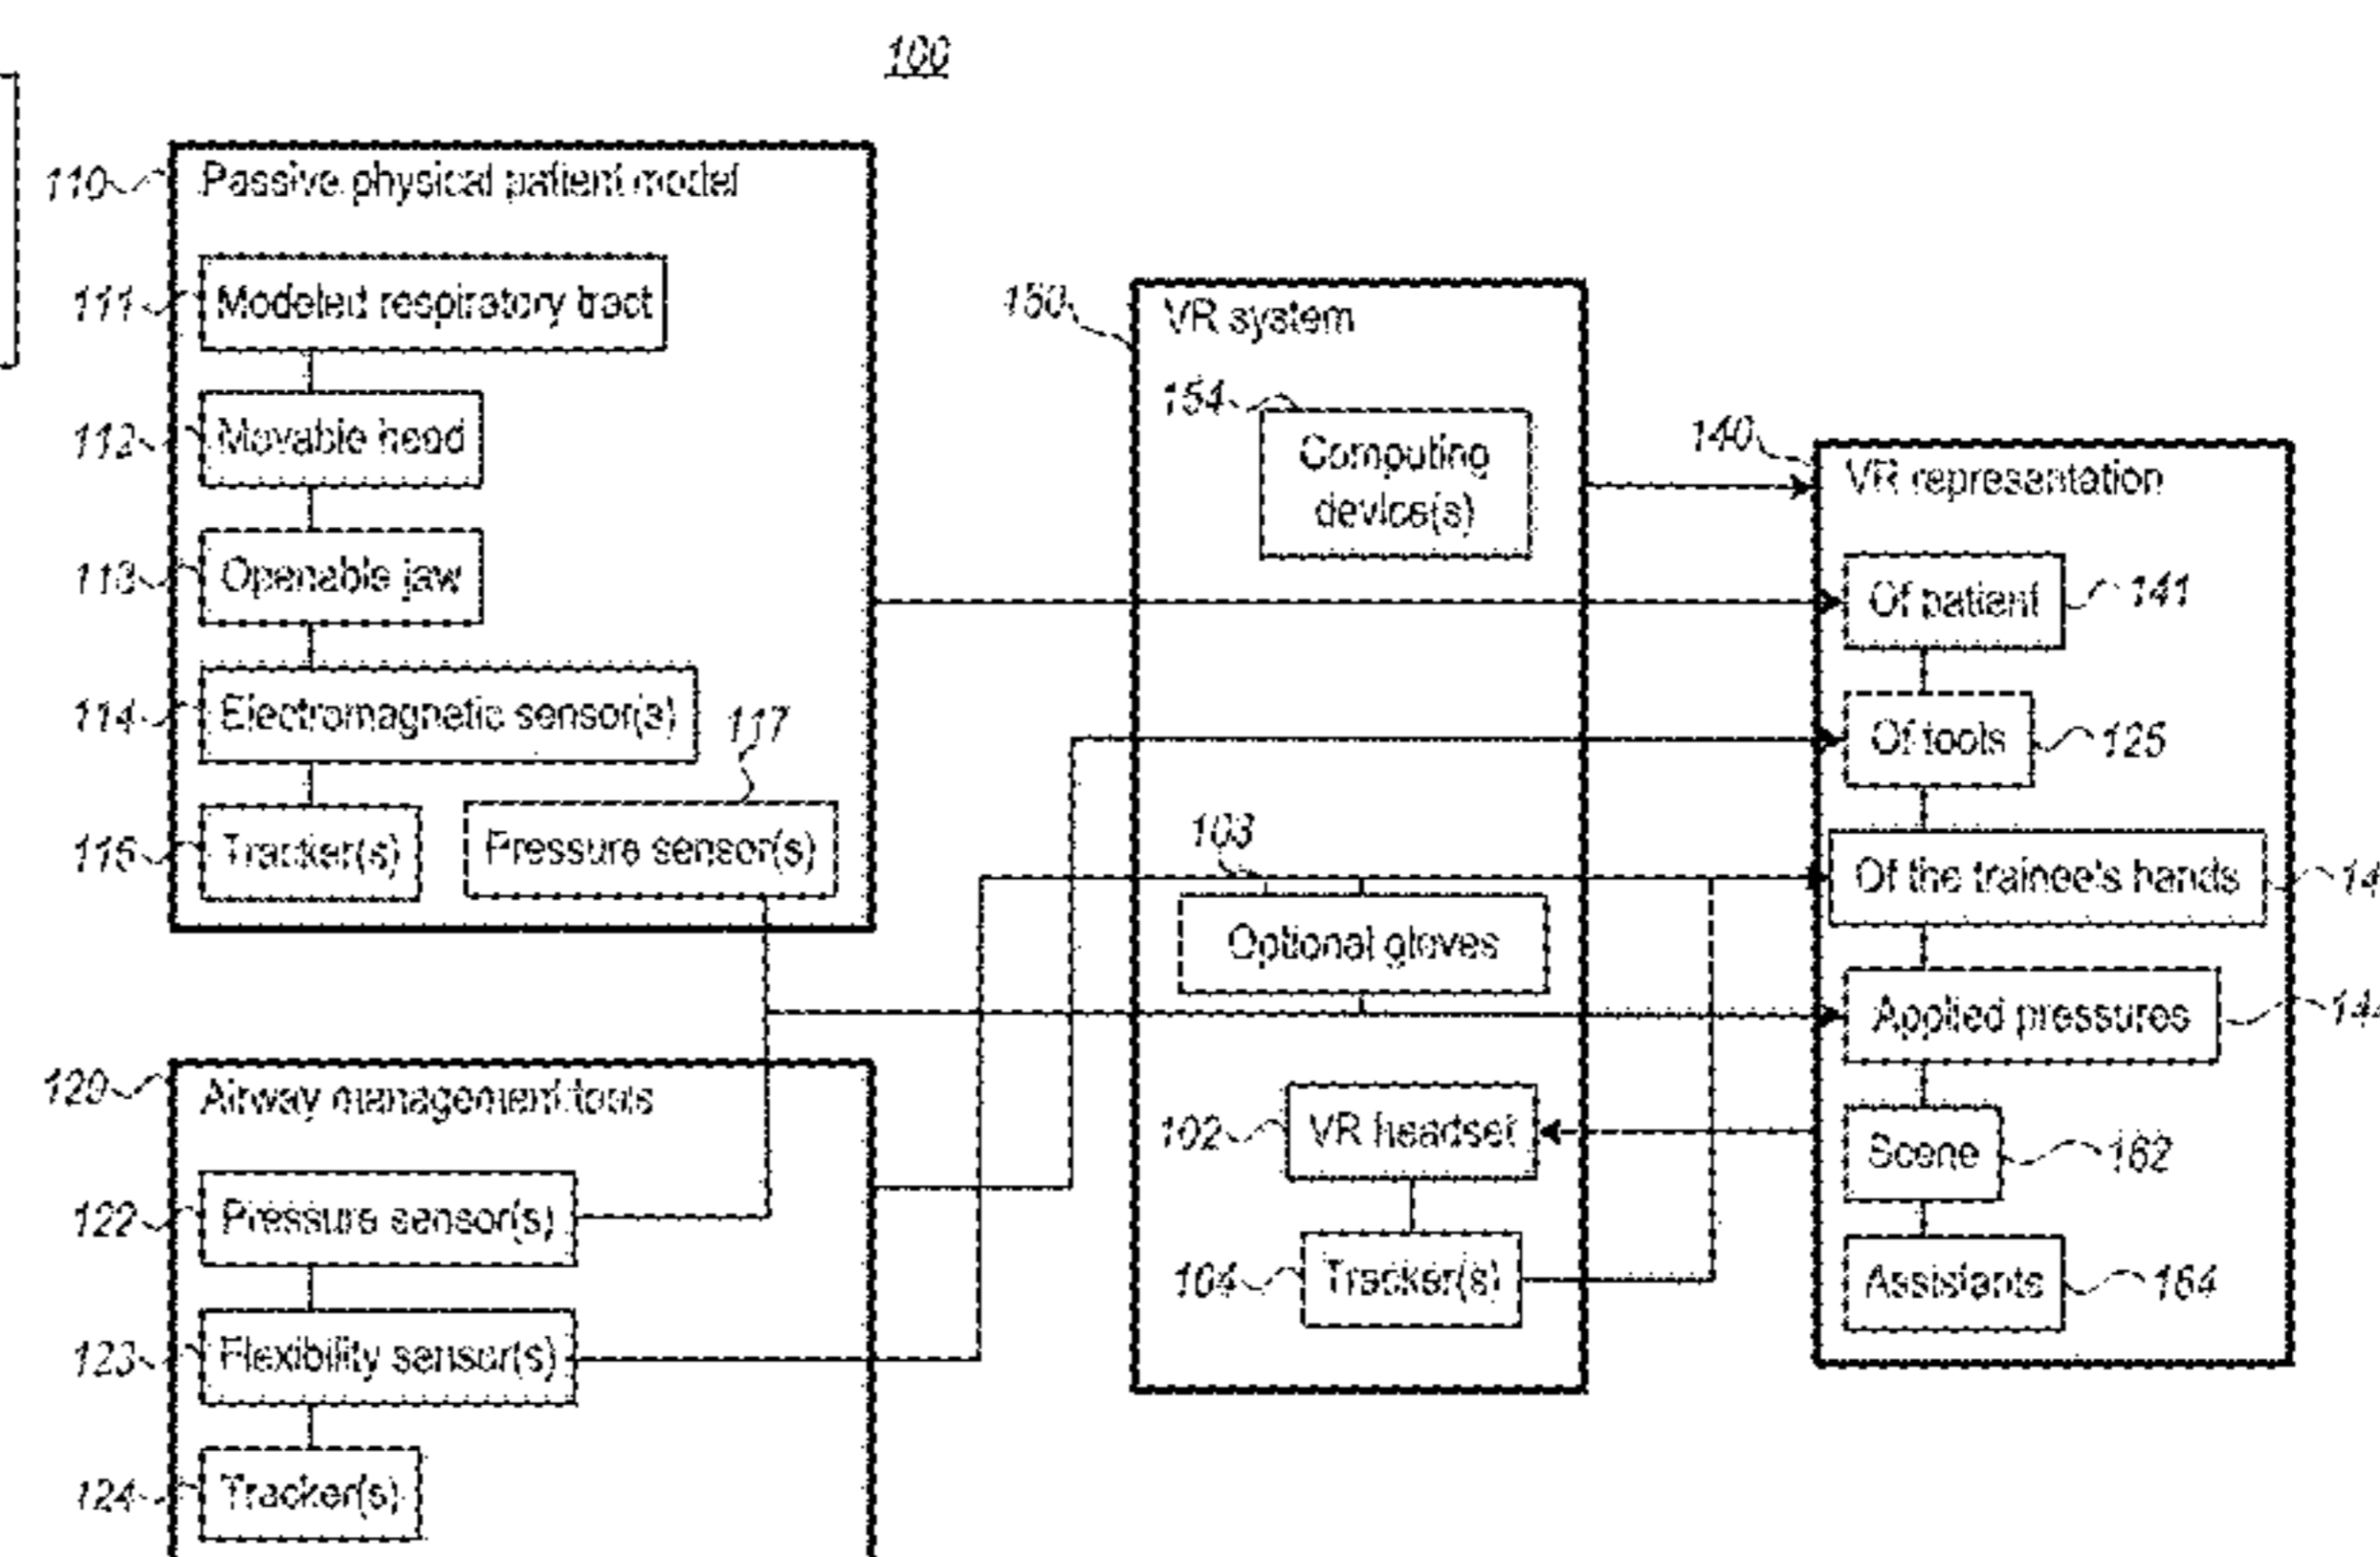 100
110 Passive physical patient model
111 Modeled respiratory tract
112 Movable head
113 Openable jaw
114 Electromagnetic sensor(s)
117
115 Tracker(s)
Pressure sensor(s)
120 Airway management tools
122 Pressure sensor(s)
123 Flexibility sensor(s)
124 Tracker(s)
150 VR system
154
Computing
device(s)
103
Optional gloves
102 VR headset
104 Tracker(s)
140 VR representation
Of patient 141
Of tools 125
Of the trainee's hands
Applied pressures
Scene 162
Assistants 164